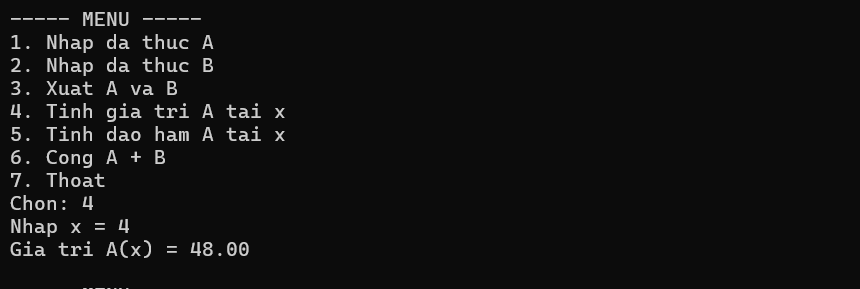 ----- MENU -----
1. Nhap da thuc A
2. Nhap da thuc B
3. Xuat A va B
4. Tinh gia tri A tai x
5. Tinh dao ham A tai x
6. Cong A + B
7. Thoat
Chon: 4
Nhap x = 4
Gia tri A(x) = 48.00